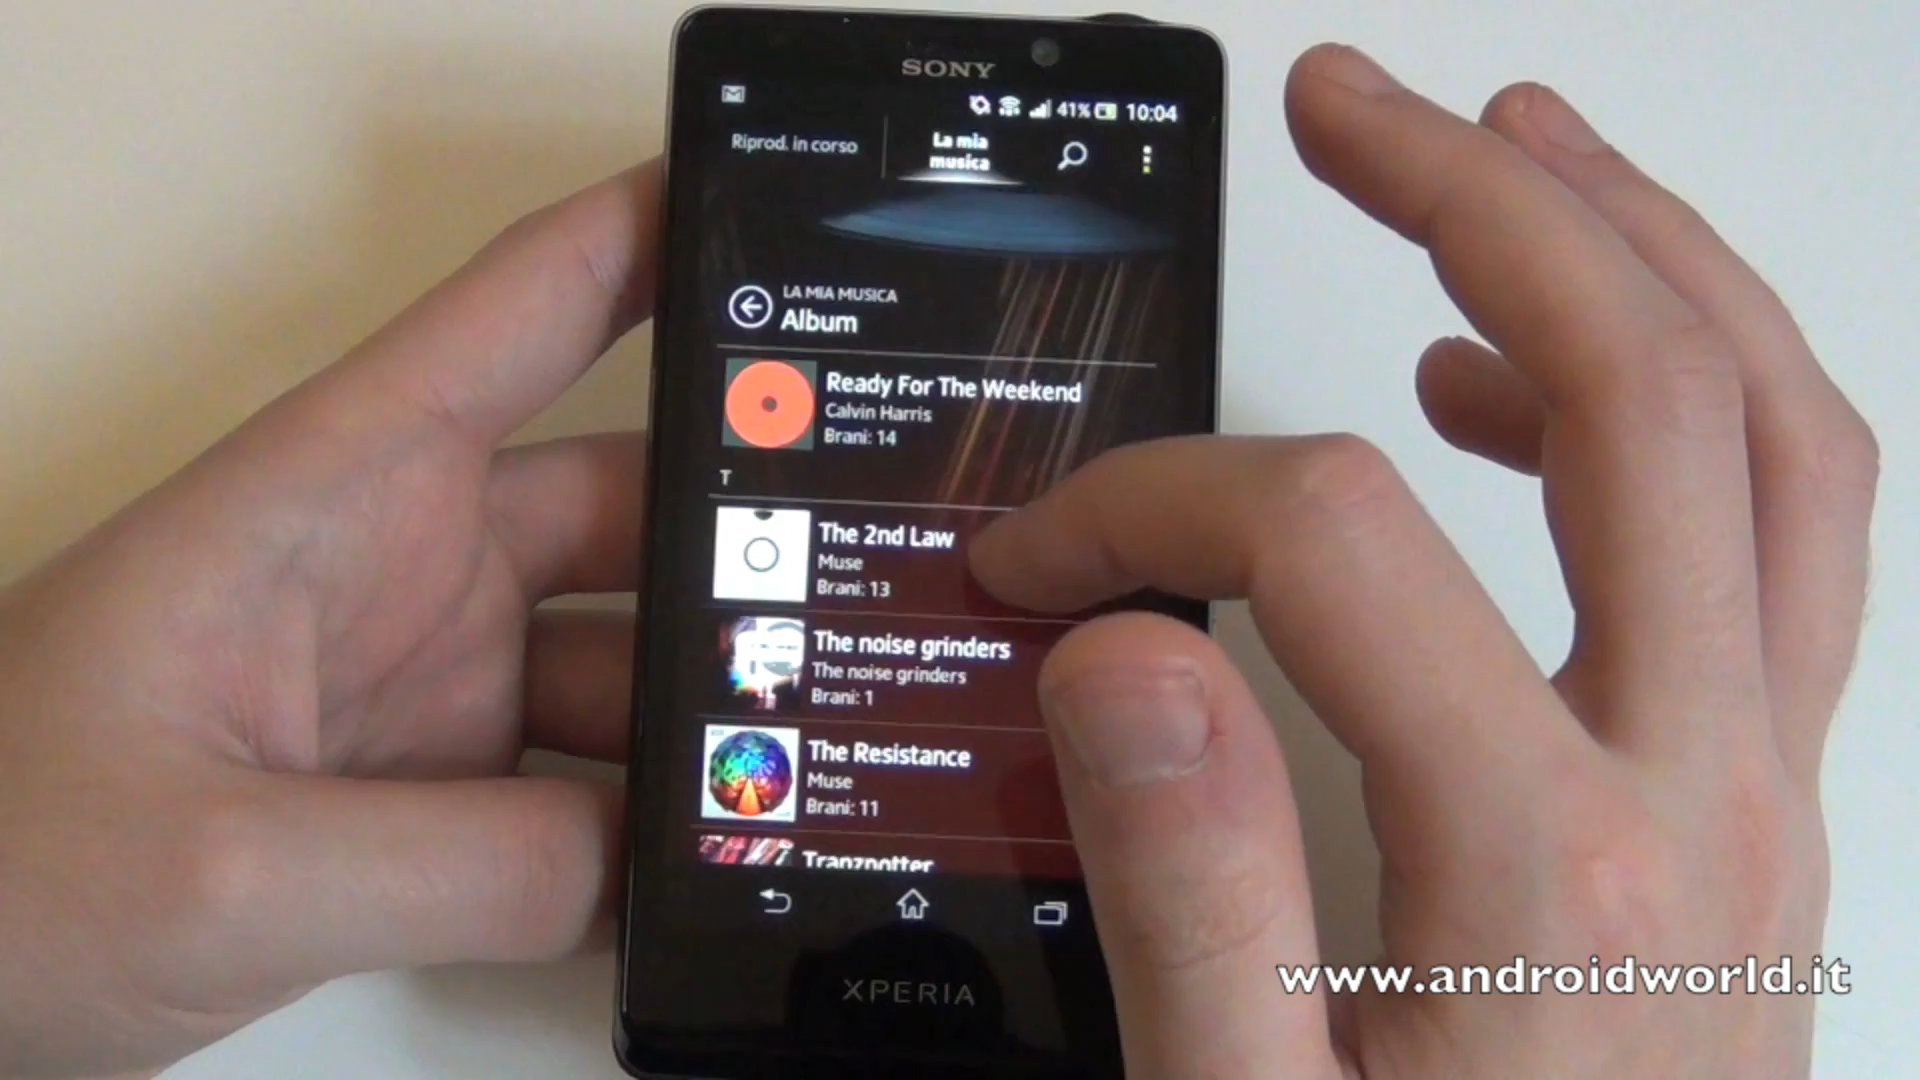 SONY
41% 10:04
Riprod. in corso
La mia
musica
LA MIA MUSICA
Album
Ready For The Weekend
Calvin Harris
Brani: 14
T
The 2nd Law
Muse
Brani: 13
The noise grinders
The noise grinders
Brani: 1
The Resistance
Muse
Brani: 11
Tranzpotter
XPERIA
www.androidworld.it